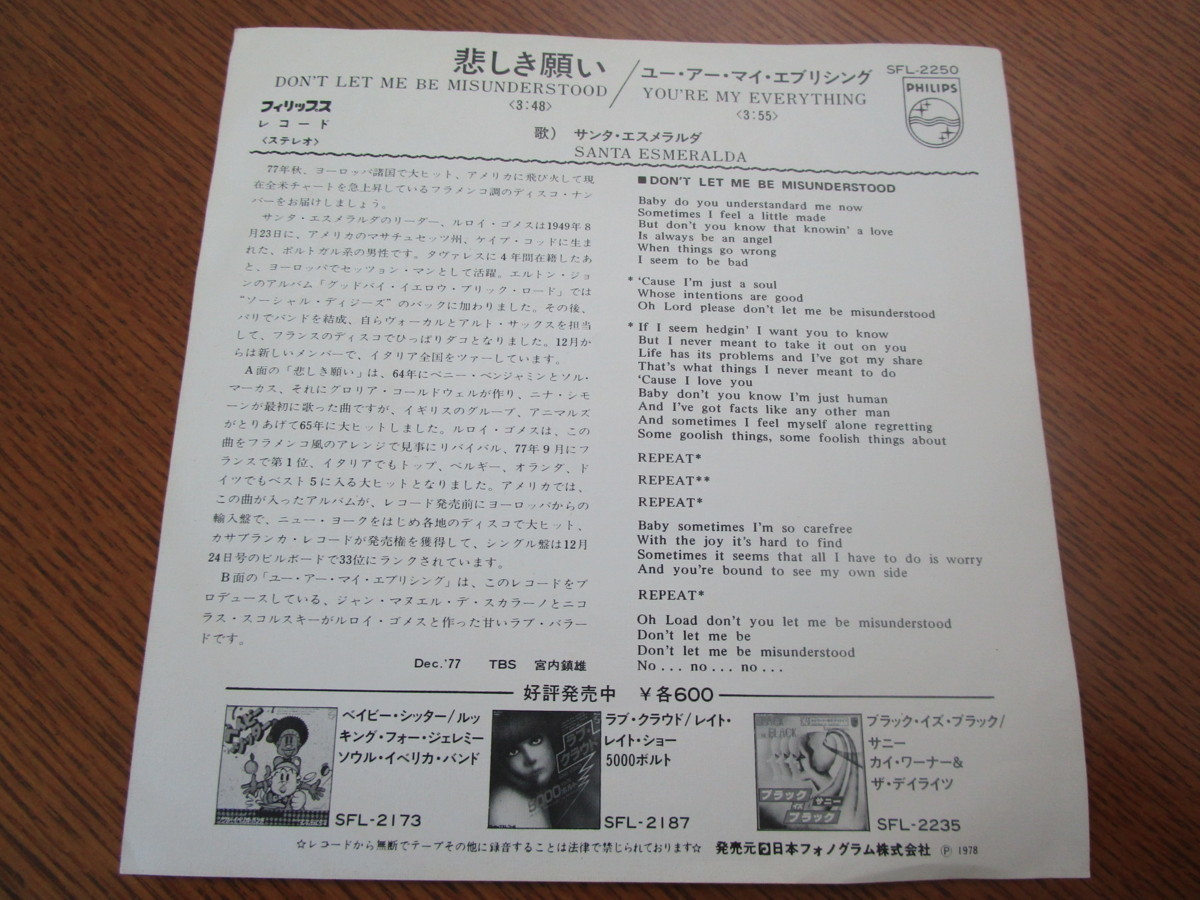 悲しき願い
DON'T LET ME BE MISUNDERSTOOD
〈3:48〉
ユー・アー・マイ・エブリシング
YOU'RE MY EVERYTHING
〈3:55〉
SFL-2250
PHILIPS
フィリップス
レコード
〈ステレオ〉
歌） サンタ・エスメラルダ
SANTA ESMERALDA
77年秋、ヨーロッパ諸国で大ヒット、アメリカに飛び火して現
在全米チャートを急上昇しているフラメンコ調のディスコ・ナン
バーをお届けしましょう。
サンタ・エスメラルダのリーダー、ルロイ・ゴメスは1949年8
月23日に、アメリカのマサチュセッツ州、ケイプ・コッドに生ま
れた、ポルトガル系の男性です。タヴァレスに4年間在籍したあ
と、ヨーロッパでセッション・マンとして活躍。エルトン・ジョ
ンのアルバム「グッドバイ・イエロウ・ブリック・ロード」では
“ソーシャル・ディジーズ”のバックに加わりました。その後、
パリでバンドを結成、自らヴォーカルとアルト・サックスを担当
して、フランスのディスコでひっぱりダコとなりました。12月か
らは新しいメンバーで、イタリア全国をツァーしています。
A面の「悲しき願い」は、64年にベニー・ベンジャミンとソル・
マーカス、それにグロリア・コールドウェルが作り、ニナ・シモ
ーンが最初に歌った曲ですが、イギリスのグループ、アニマルズ
がとりあげて65年に大ヒットしました。ルロイ・ゴメスは、この
曲をフラメンコ風のアレンジで見事にリバイバル、77年9月にフ
ランスで第1位、イタリアでもトップ、ベルギー、オランダ、ド
イツでもベスト5に入る大ヒットとなりました。アメリカでは、
この曲が入ったアルバムが、レコード発売前にヨーロッパからの
輸入盤で、ニュー・ヨークをはじめ各地のディスコで大ヒット、
カサブランカ・レコードが発売権を獲得して、シングル盤は12月
24日号のビルボードで33位にランクされています。
B面の「ユー・アー・マイ・エブリシング」は、このレコードをプ
ロデュースしている、ジャン・マヌエル・デ・スカラーノとニコ
ラス・スコルスキーがルロイ・ゴメスと作った甘いラブ・バラー
ドです。
Dec.'77 TBS 宮内鎮雄
■DON'T LET ME BE MISUNDERSTOOD
Baby do you understandard me now
Sometimes I feel a little made
But don't you know that knowin' a love
Is always be an angel
When things go wrong
I seem to be bad
* 'Cause I'm just a soul
Whose intentions are good
Oh Lord please don't let me be misunderstood
* If I seem hedgin' I want you to know
But I never meant to take it out on you
Life has its problems and I've got my share
That's what things I never meant to do
'Cause I love you
Baby don't you know I'm just human
And I've got facts like any other man
And sometimes I feel myself alone regretting
Some goolish things, some foolish things about
REPEAT*
REPEAT**
REPEAT*
Baby sometimes I'm so carefree
With the joy it's hard to find
Sometimes it seems that all I have to do is worry
And you're bound to see my own side
REPEAT*
Oh Load don't you let me be misunderstood
Don't let me be
Don't let me be misunderstood
No... no... no...
好評発売中 ￥各600
ベイビー・シッター/ルッ
キング・フォー・ジェレミー
ソウル・イベリカ・バンド
SFL-2173
ラブ・クラウド
ラブ・クラウド/レイト・
レイト・ショー
5000ボルト
SFL-2187
BLACK
ブラック
サニー
ブラック
ブラック・イズ・ブラック/
サニー
カイ・ワーナー&
ザ・デイライツ
SFL-2235
☆レコードから無断でテープその他に録音することは法律で禁じられております☆ 発売元 日本フォノグラム株式会社 Ⓟ 1978